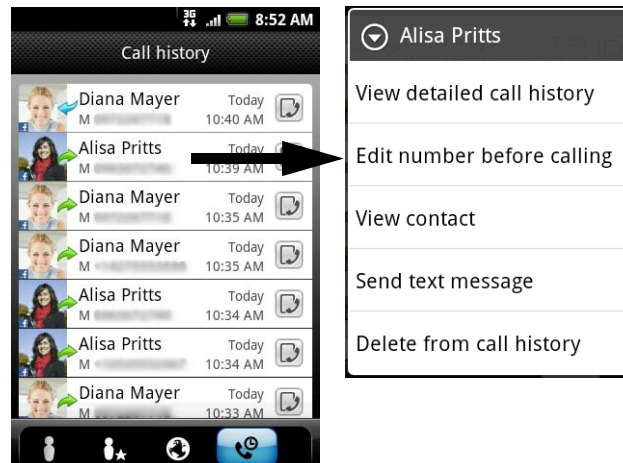 3G
8:52 AM
Call history
Diana Mayer Today
M 10:40 AM
Alisa Pritts Today
M 10:39 AM
Diana Mayer Today
M 10:35 AM
Diana Mayer Today
M 10:35 AM
Alisa Pritts Today
M 10:34 AM
Alisa Pritts Today
M 10:34 AM
Diana Mayer Today
M 10:33 AM
Alisa Pritts
View detailed call history
Edit number before calling
View contact
Send text message
Delete from call history